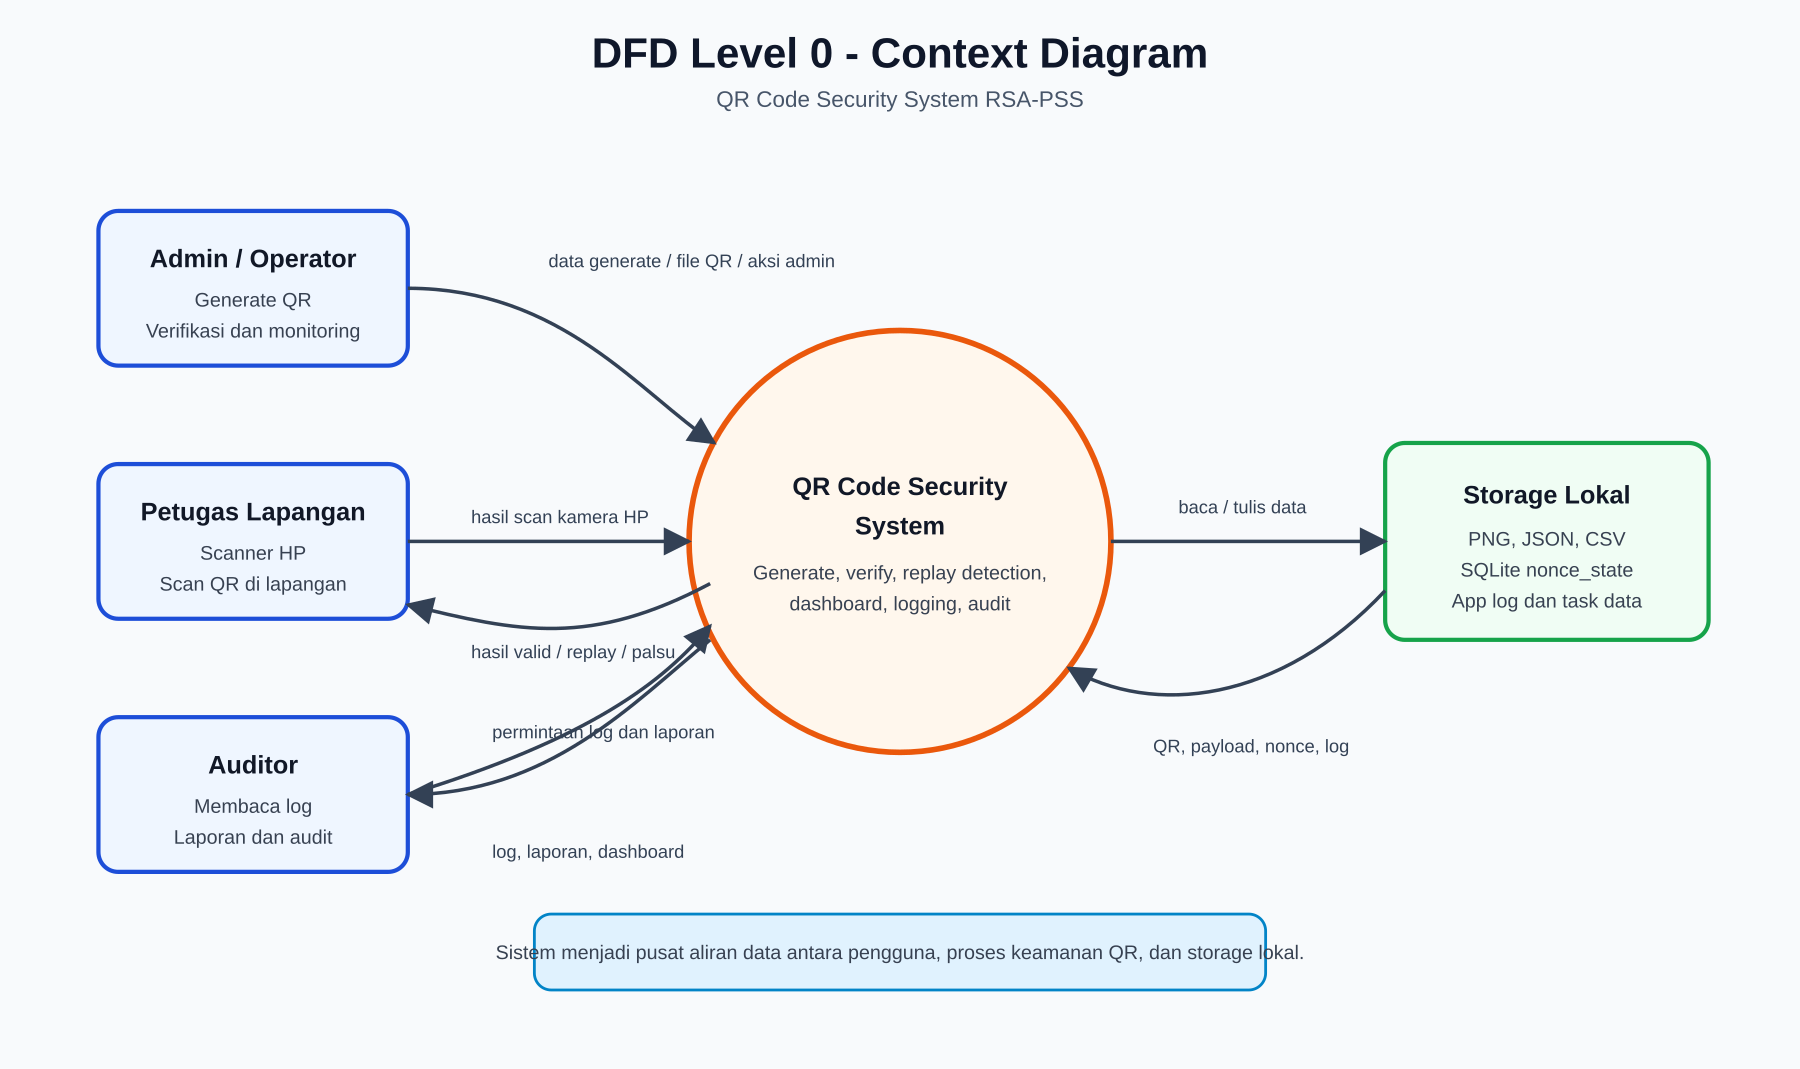 DFD Level 0 - Context Diagram
QR Code Security System RSA-PSS
Admin / Operator
Generate QR
Verifikasi dan monitoring
data generate / file QR / aksi admin
Petugas Lapangan
Scanner HP
Scan QR di lapangan
hasil scan kamera HP
hasil valid / replay / palsu
QR Code Security
System
Generate, verify, replay detection,
dashboard, logging, audit
baca / tulis data
Storage Lokal
PNG, JSON, CSV
SQLite nonce_state
App log dan task data
QR, payload, nonce, log
Auditor
Membaca log
Laporan dan audit
permintaan log dan laporan
log, laporan, dashboard
Sistem menjadi pusat aliran data antara pengguna, proses keamanan QR, dan storage lokal.